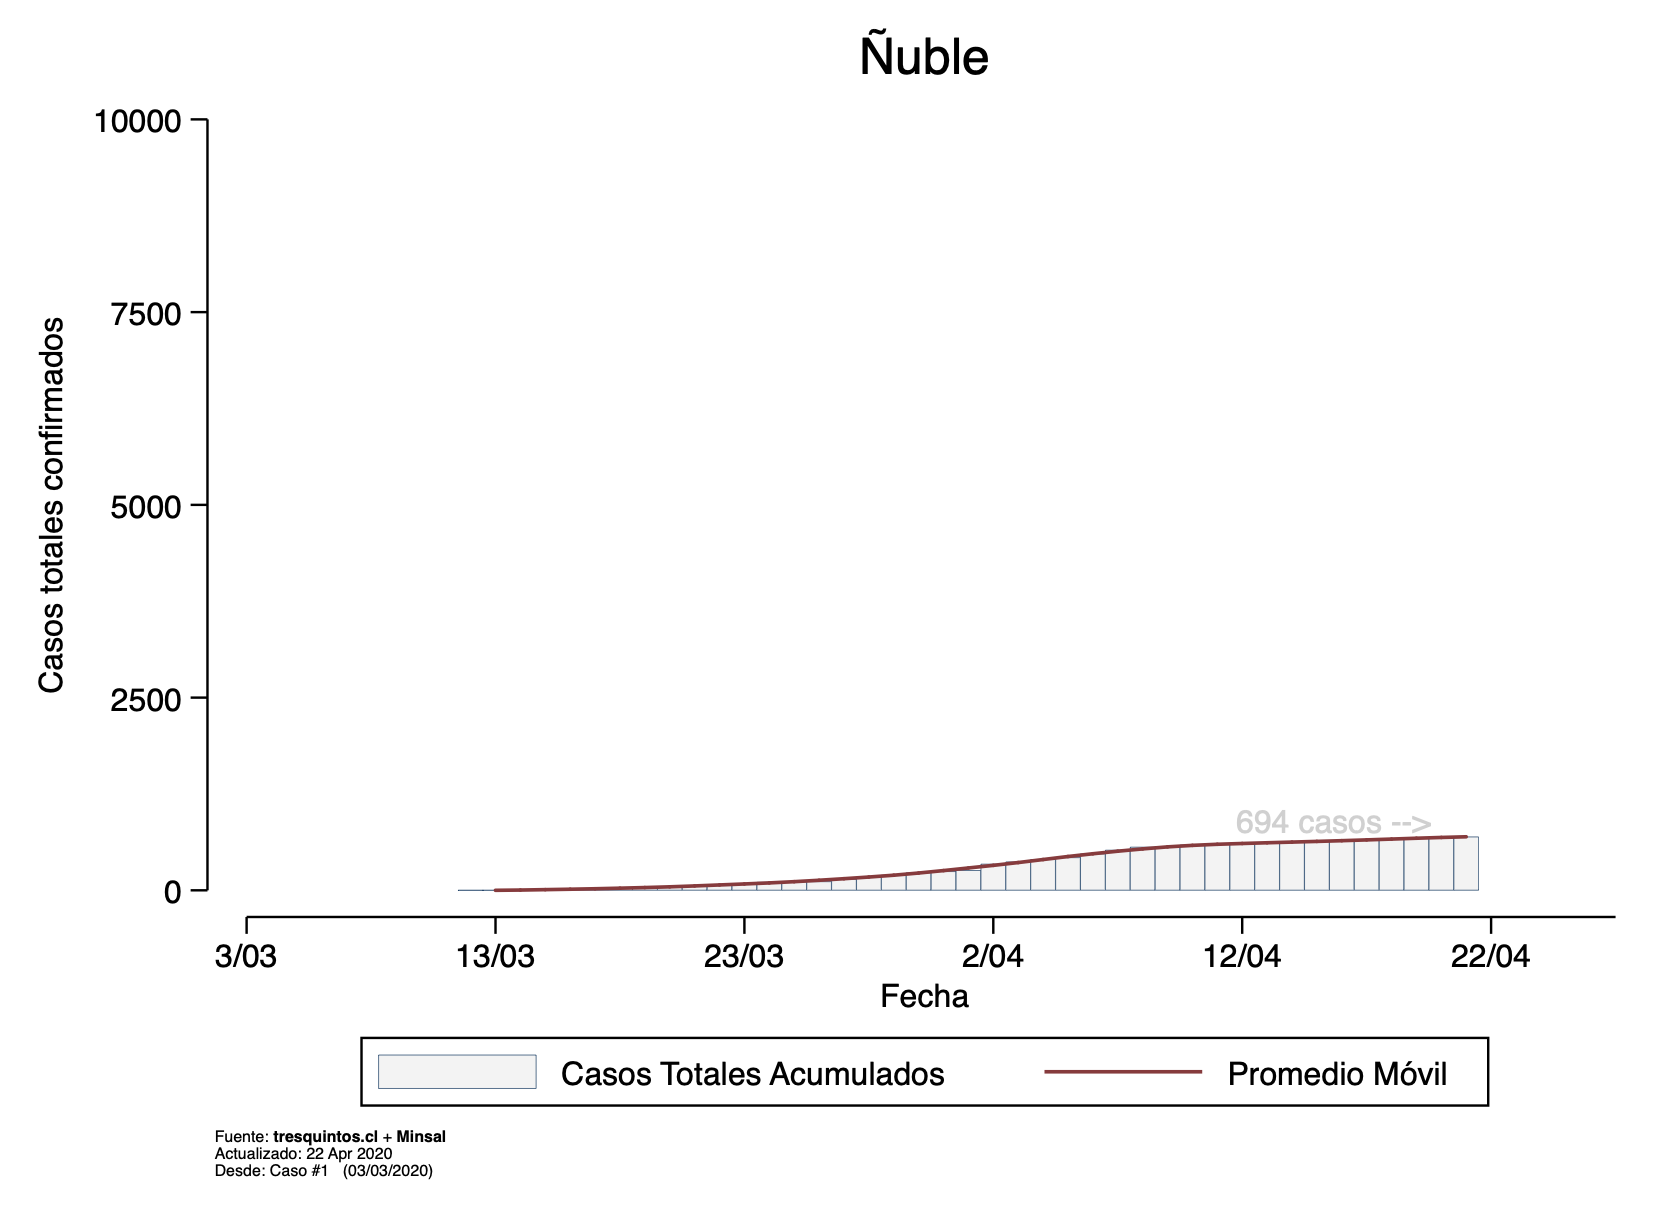 Ñuble
10000
7500
5000
2500
0
Casos totales confirmados
694 casos -->
3/03 13/03 23/03 2/04 12/04 22/04
Fecha
Casos Totales Acumulados Promedio Móvil
Fuente: tresquintos.cl + Minsal
Actualizado: 22 Apr 2020
Desde: Caso #1 (03/03/2020)